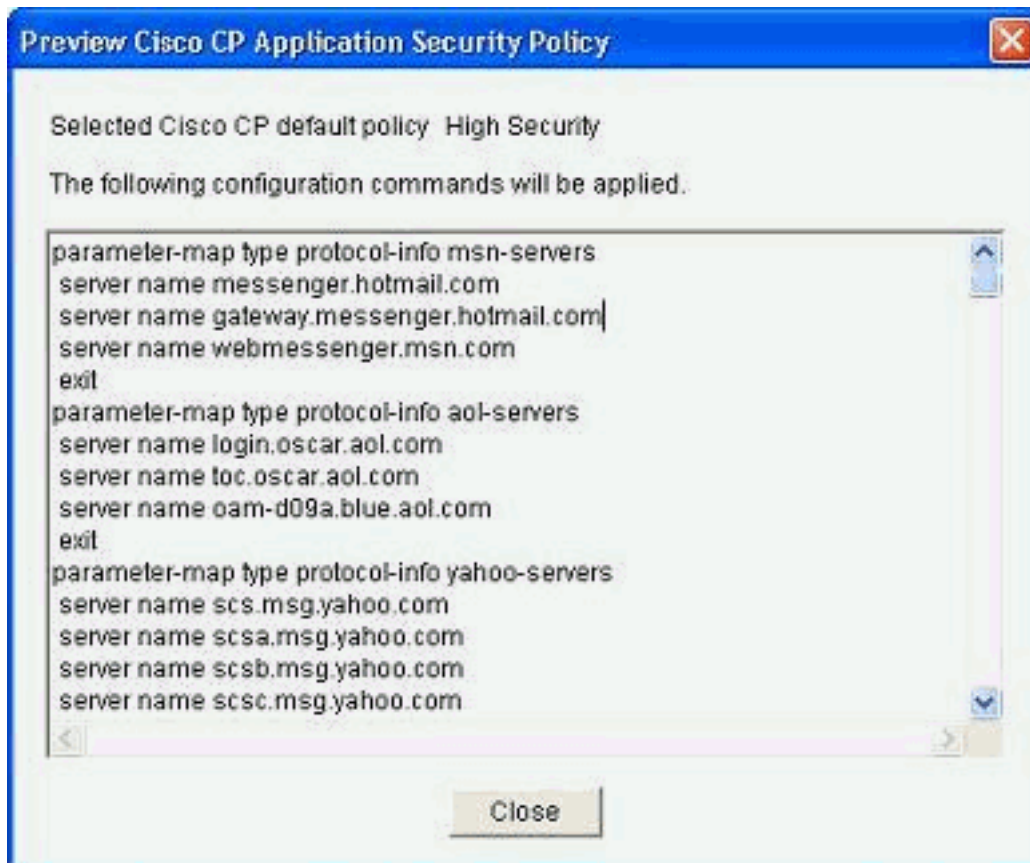 Preview Cisco CP Application Security Policy
Selected Cisco CP default policy High Security
The following configuration commands will be applied.
parameter-map type protocol-info msn-servers
server name messenger.hotmail.com
server name gateway.messenger.hotmail.com
server name webmessenger.msn.com
exit
parameter-map type protocol-info aol-servers
server name login.oscar.aol.com
server name toc.oscar.aol.com
server name oam-d09a.blue.aol.com
exit
parameter-map type protocol-info yahoo-servers
server name scs.msg.yahoo.com
server name scsa.msg.yahoo.com
server name scsb.msg.yahoo.com
server name scsc.msg.yahoo.com
Close